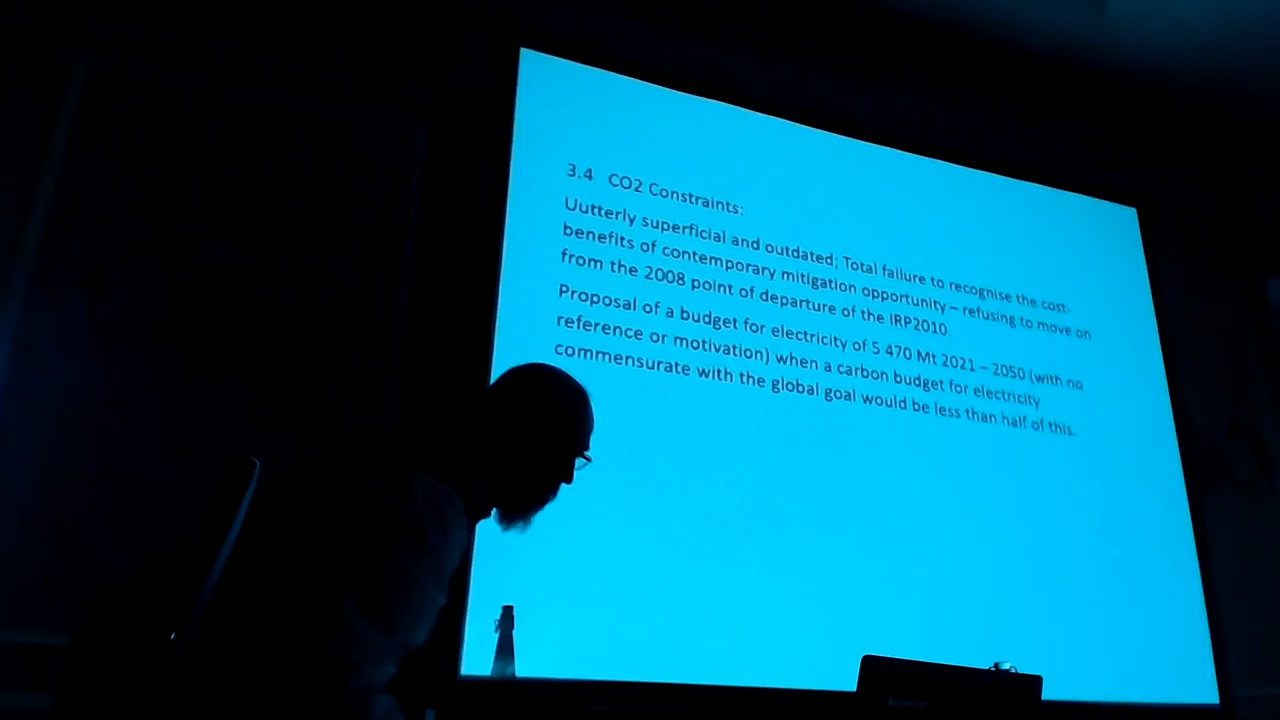 3.4 CO2 Constraints:
Uutterly superficial and outdated; Total failure to recognise the cost-
benefits of contemporary mitigation opportunity – refusing to move on
from the 2008 point of departure of the IRP2010.
Proposal of a budget for electricity of 5 470 Mt 2021 – 2050 (with no
reference or motivation) when a carbon budget for electricity
commensurate with the global goal would be less than half of this.